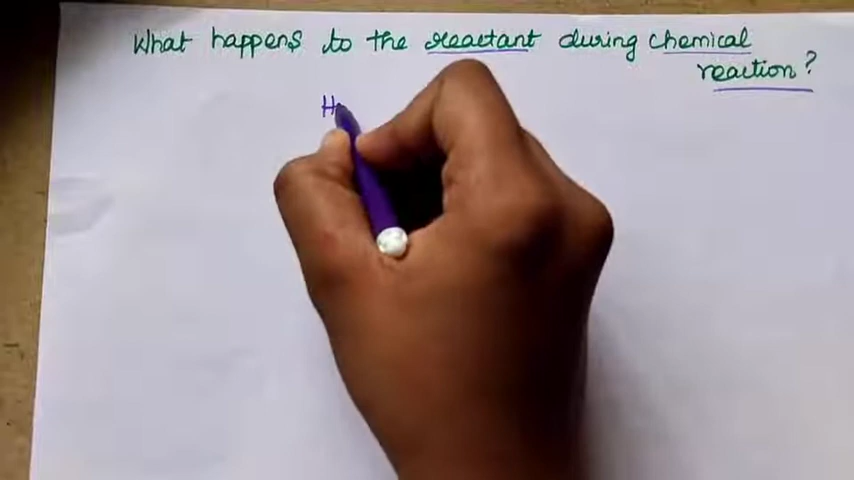 What happens to the reactant during chemical
reaction?
H